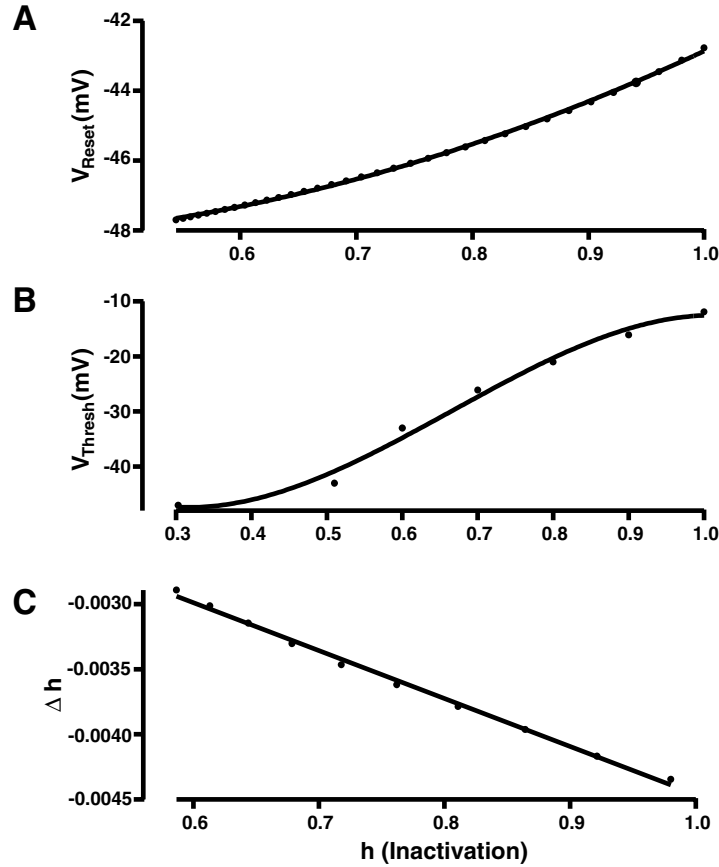 A
-42
-44
-46
-48
V_Reset (mV)
0.6 0.7 0.8 0.9 1.0
B
-10
-20
-30
-40
V_Thresh (mV)
0.3 0.4 0.5 0.6 0.7 0.8 0.9 1.0
C
-0.0030
-0.0035
-0.0040
-0.0045
Δ h
0.6 0.7 0.8 0.9 1.0
h (Inactivation)